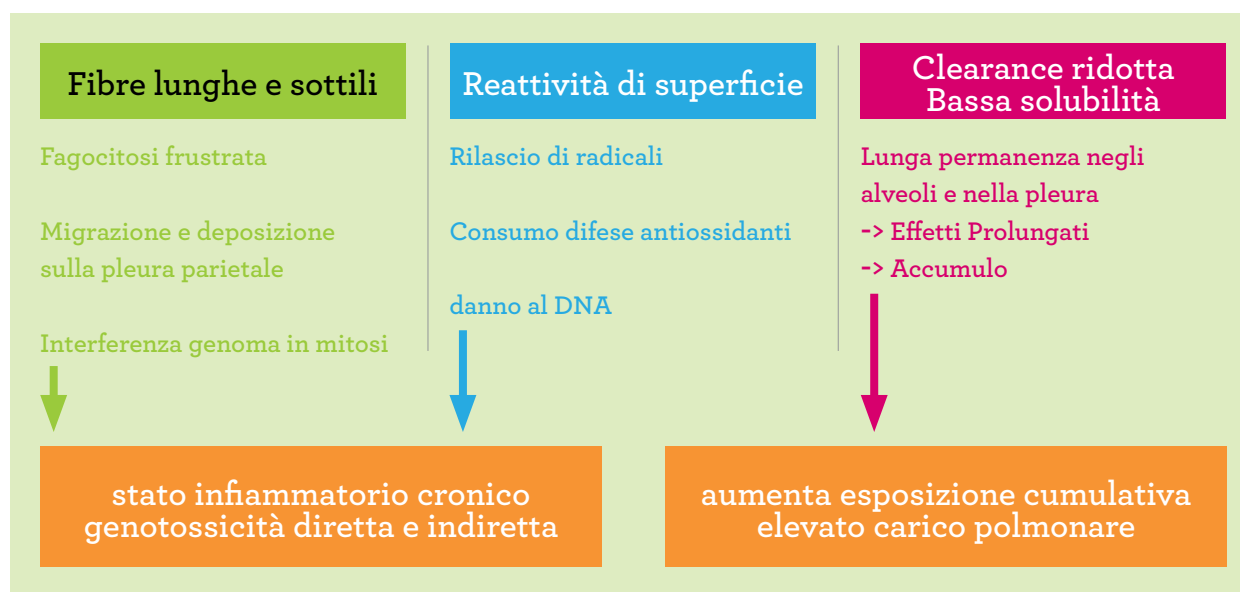 Fibre lunghe e sottili
Fagocitosi frustrata
Migrazione e deposizione
sulla pleura parietale
Interferenza genoma in mitosi
Reattività di superficie
Rilascio di radicali
Consumo difese antiossidanti
danno al DNA
Clearance ridotta
Bassa solubilità
Lunga permanenza negli
alveoli e nella pleura
-> Effetti Prolungati
-> Accumulo
stato infiammatorio cronico
genotossicità diretta e indiretta
aumenta esposizione cumulativa
elevato carico polmonare